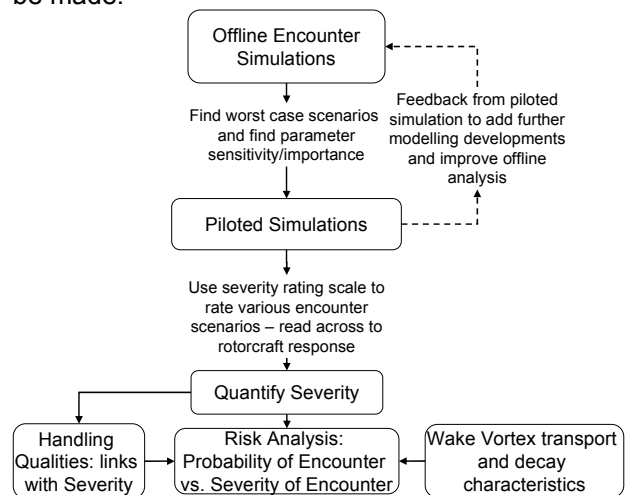 be made.
Offline Encounter
Simulations
Find worst case scenarios
and find parameter
sensitivity/importance
Feedback from piloted
simulation to add further
modelling developments
and improve offline
analysis
Piloted Simulations
Use severity rating scale to
rate various encounter
scenarios – read across to
rotorcraft response
Quantify Severity
Handling
Qualities: links
with Severity
Risk Analysis:
Probability of Encounter
vs. Severity of Encounter
Wake Vortex transport
and decay
characteristics